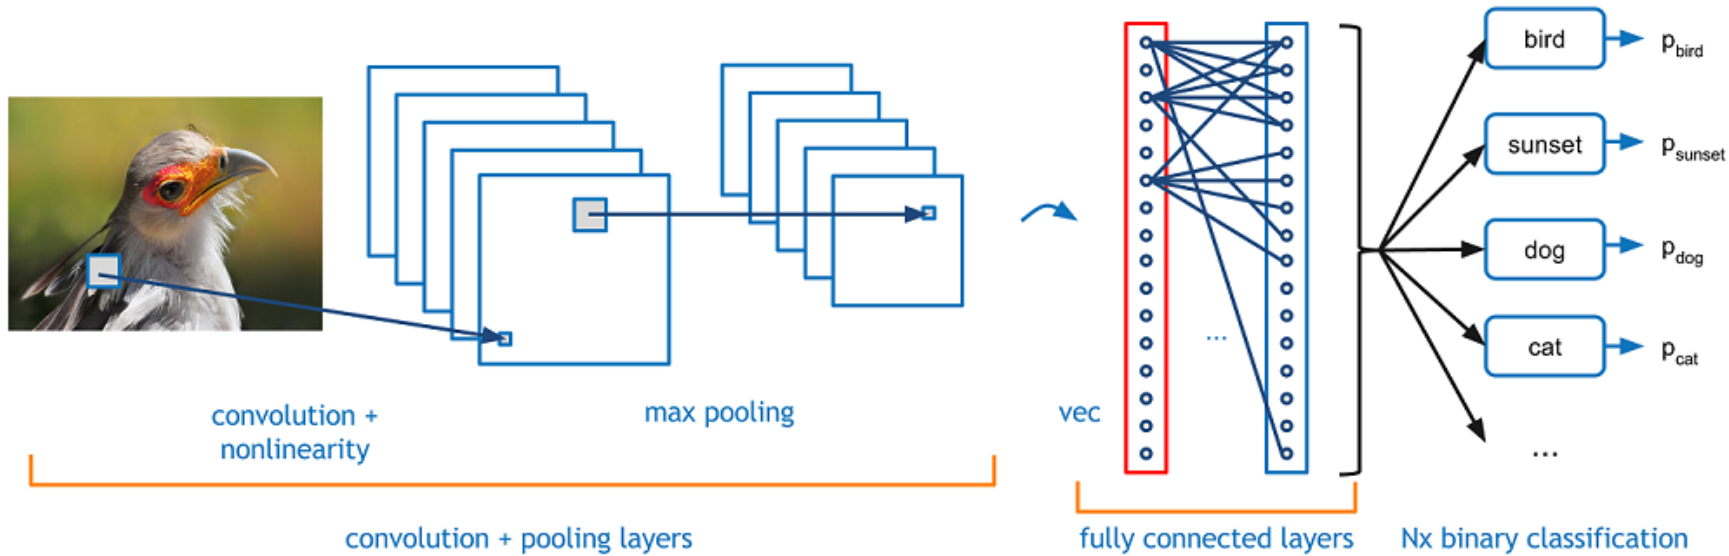 convolution +
nonlinearity
max pooling
convolution + pooling layers
vec
...
fully connected layers
bird
p_bird
sunset
p_sunset
dog
p_dog
cat
p_cat
...
Nx binary classification